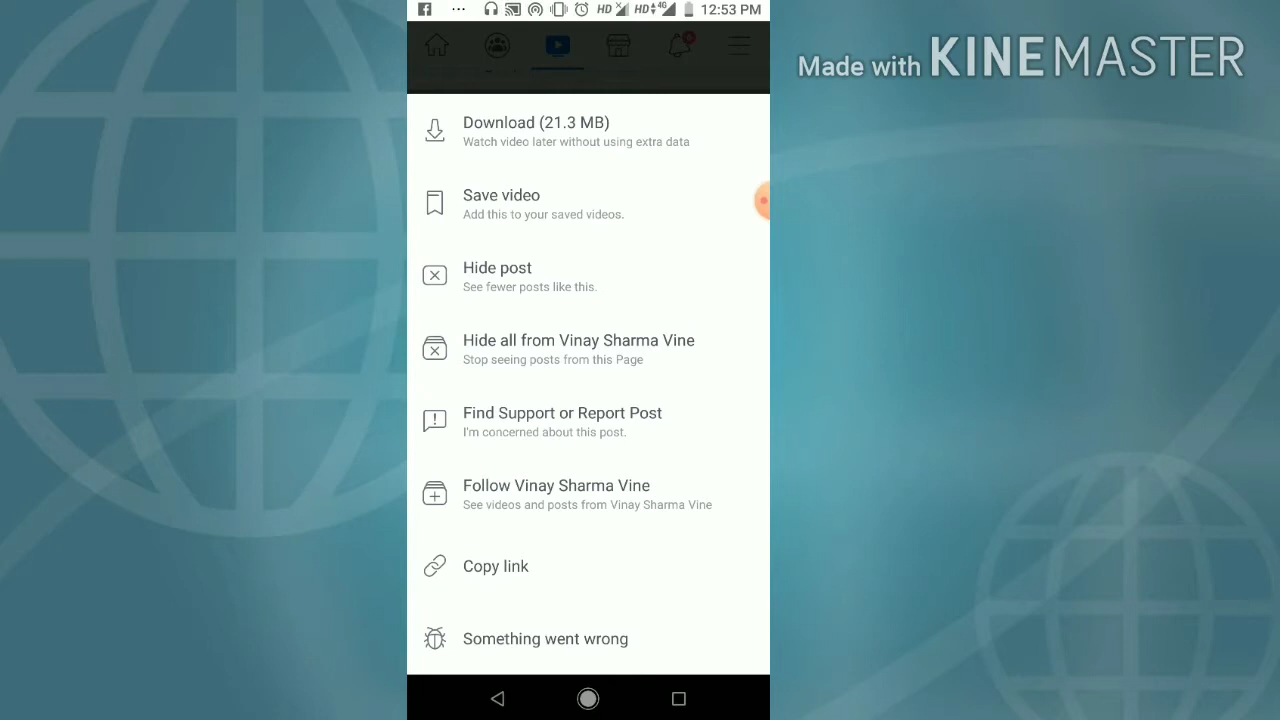 HD HD 4G 12:53 PM
Made with KINEMASTER
Download (21.3 MB)
Watch video later without using extra data
Save video
Add this to your saved videos.
Hide post
See fewer posts like this.
Hide all from Vinay Sharma Vine
Stop seeing posts from this Page
Find Support or Report Post
I'm concerned about this post.
Follow Vinay Sharma Vine
See videos and posts from Vinay Sharma Vine
Copy link
Something went wrong